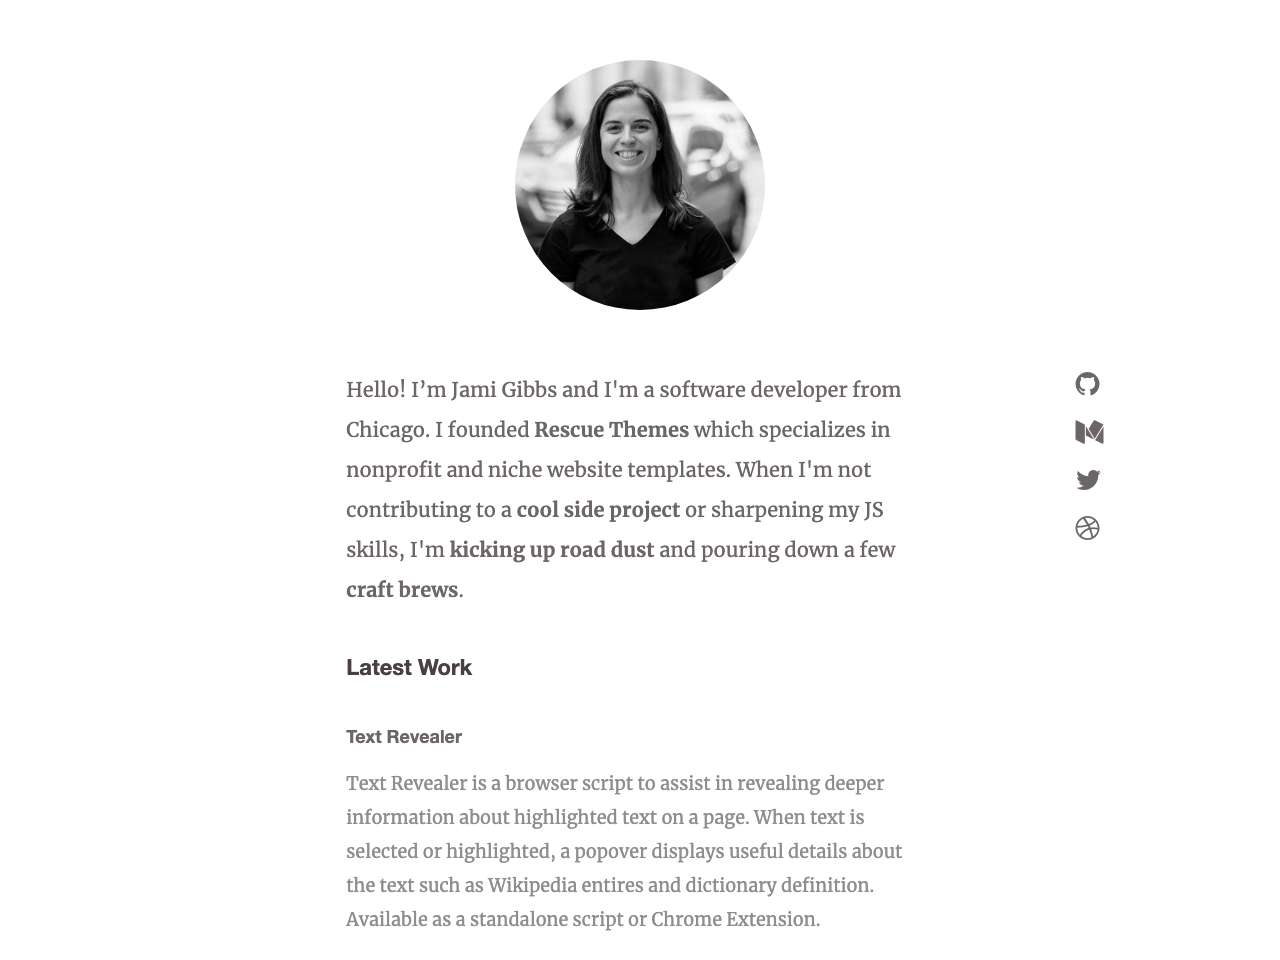 Hello! I’m Jami Gibbs and I'm a software developer from
Chicago. I founded Rescue Themes which specializes in
nonprofit and niche website templates. When I'm not
contributing to a cool side project or sharpening my JS
skills, I'm kicking up road dust and pouring down a few
craft brews.
Latest Work
Text Revealer
Text Revealer is a browser script to assist in revealing deeper
information about highlighted text on a page. When text is
selected or highlighted, a popover displays useful details about
the text such as Wikipedia entires and dictionary definition.
Available as a standalone script or Chrome Extension.